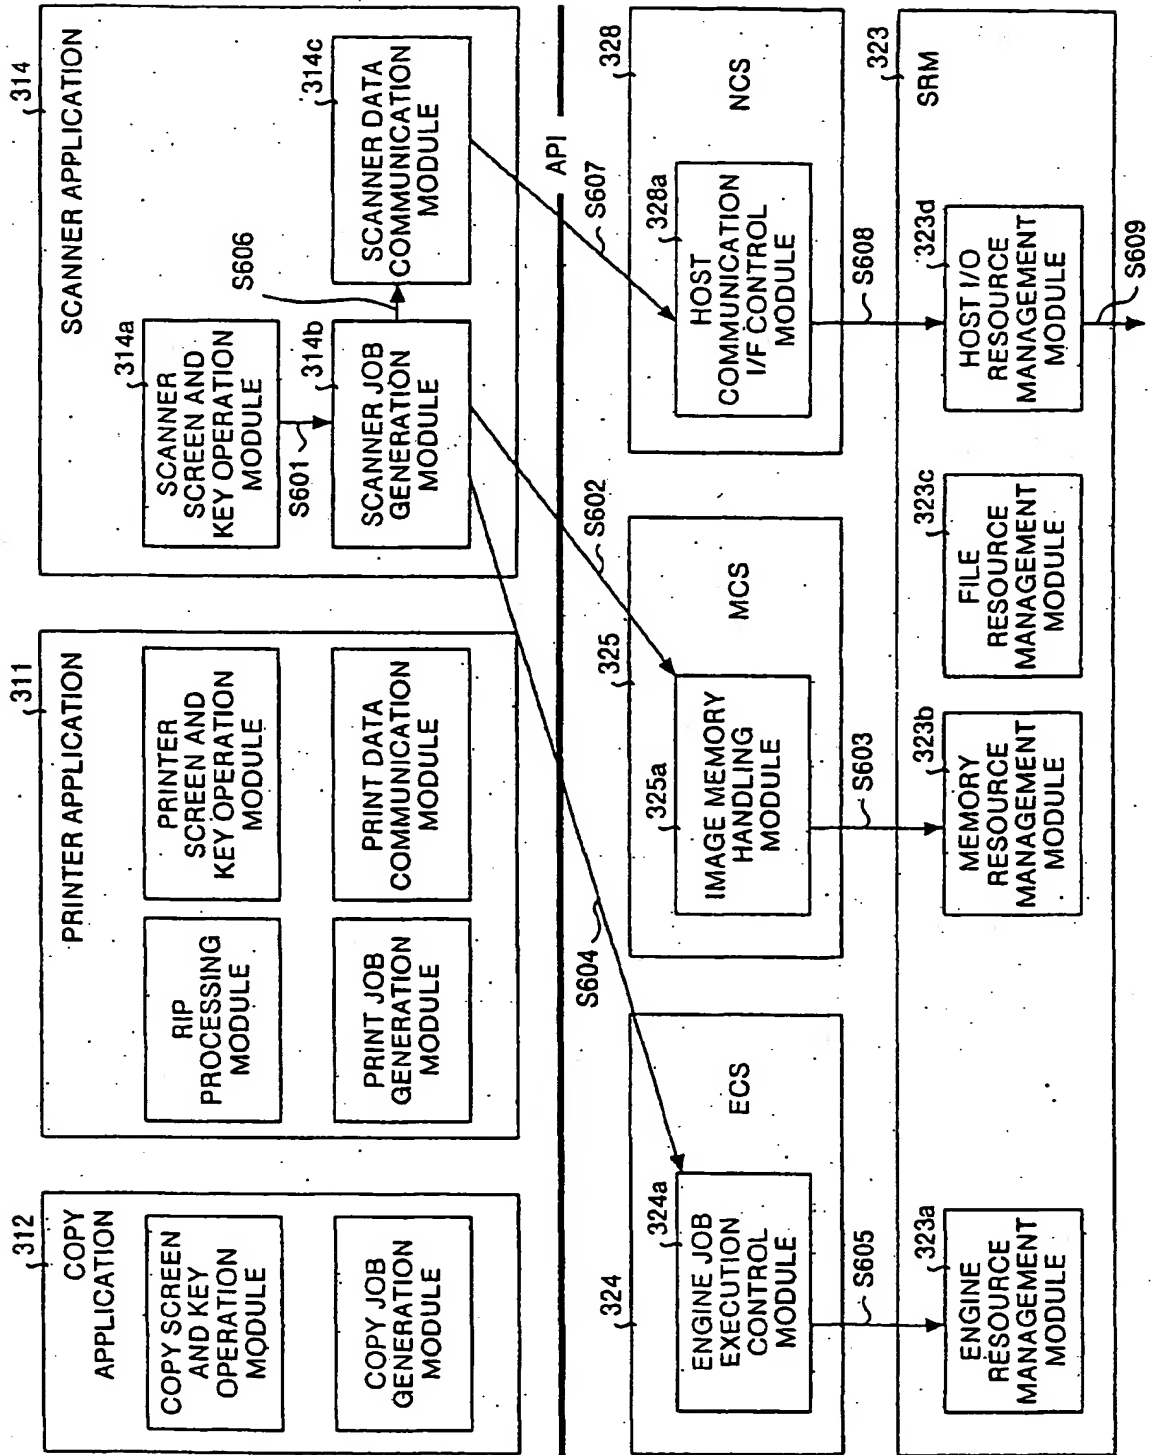 312
COPY
APPLICATION
COPY SCREEN
AND KEY
OPERATION
MODULE
COPY JOB
GENERATION
MODULE
311
PRINTER APPLICATION
RIP
PROCESSING
MODULE
PRINTER
SCREEN AND
KEY OPERATION
MODULE
PRINT JOB
GENERATION
MODULE
PRINT DATA
COMMUNICATION
MODULE
314
SCANNER APPLICATION
314a
SCANNER
SCREEN AND
KEY OPERATION
MODULE
S601
314b
SCANNER JOB
GENERATION
MODULE
S606
314c
SCANNER DATA
COMMUNICATION
MODULE
API
S604
S602
S607
324
ECS
324a
ENGINE JOB
EXECUTION
CONTROL
MODULE
S605
325
MCS
325a
IMAGE MEMORY
HANDLING
MODULE
S603
328
NCS
328a
HOST
COMMUNICATION
I/F CONTROL
MODULE
S608
323
SRM
323a
ENGINE
RESOURCE
MANAGEMENT
MODULE
323b
MEMORY
RESOURCE
MANAGEMENT
MODULE
323c
FILE
RESOURCE
MANAGEMENT
MODULE
323d
HOST I/O
RESOURCE
MANAGEMENT
MODULE
S609